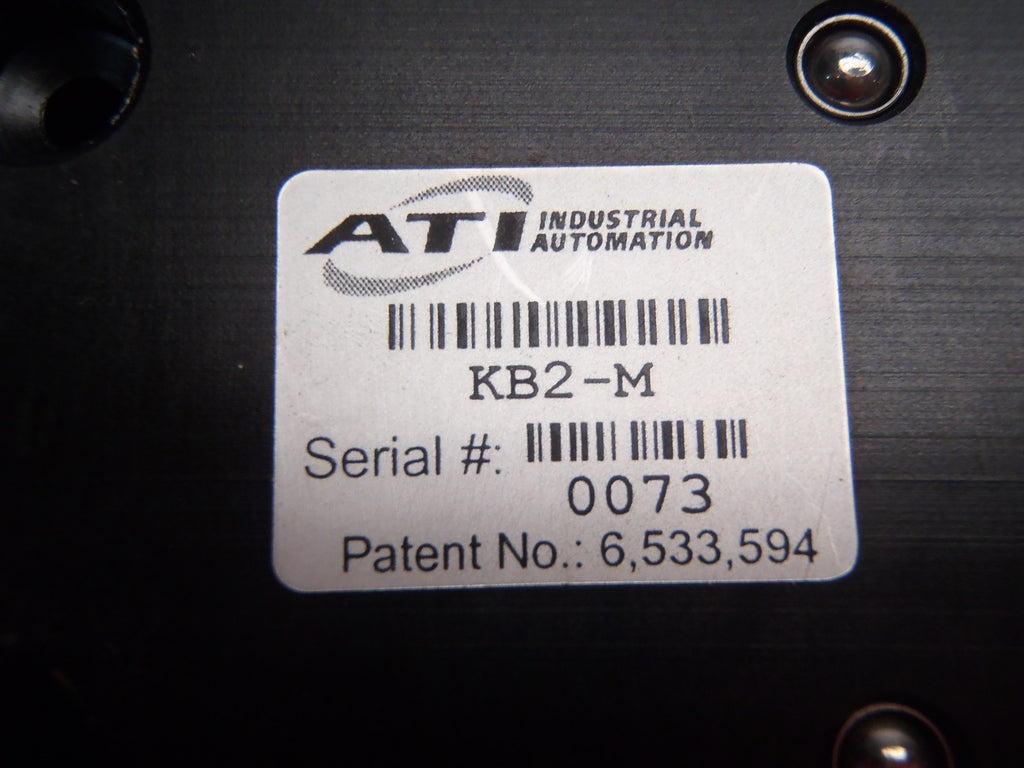 ATI INDUSTRIAL
AUTOMATION
KB2-M
Serial #:
0073
Patent No.: 6,533,594